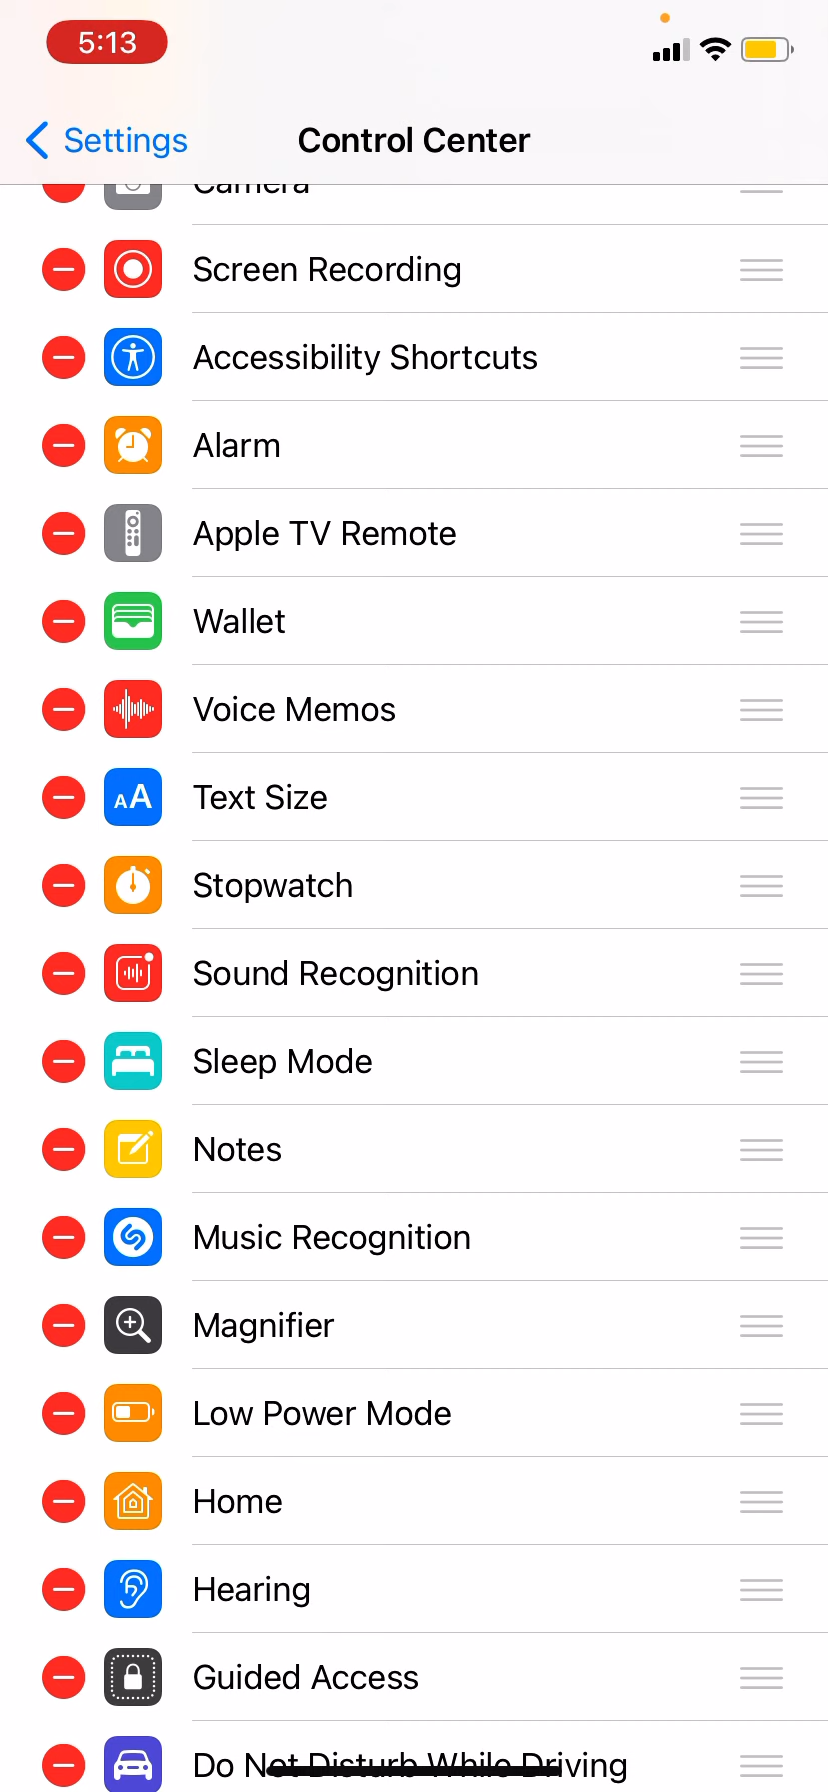 5:13
Settings
Control Center
Camera
Screen Recording
Accessibility Shortcuts
Alarm
Apple TV Remote
Wallet
Voice Memos
AA Text Size
Stopwatch
Sound Recognition
Sleep Mode
Notes
Music Recognition
Magnifier
Low Power Mode
Home
Hearing
Guided Access
Do Not Disturb While Driving